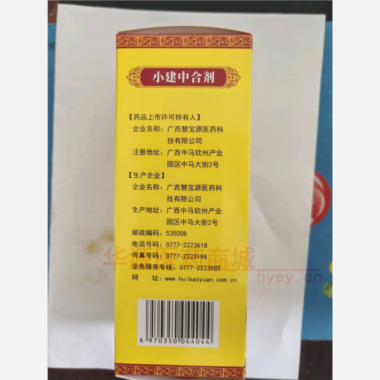 小建中合剂
【药品上市许可持有人】
企业名称：广西慧宝源医药科
技有限公司
注册地址：广西中马钦州产业
园区中马大街2号
【生产企业】
企业名称：广西慧宝源医药科
技有限公司
生产地址：广西中马钦州产业
园区中马大街2号
邮政编码：535008
电话号码：0777-2223618
传真号码：0777-2223198
业务服务专线：0777-222
网 址：www.huibaoyuan.com.cn
hyey.cn
6 970350 044044